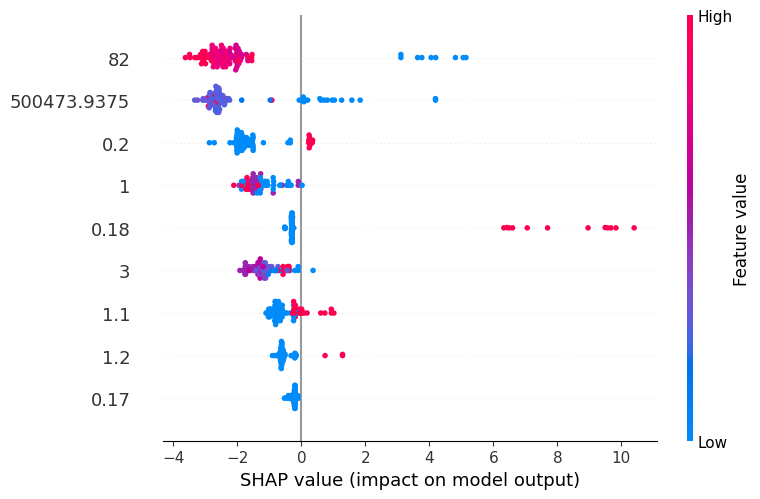 High
82
500473.9375
0.2
1
0.18
3
1.1
1.2
0.17
Low
Feature value
−4 −2 0 2 4 6 8 10
SHAP value (impact on model output)